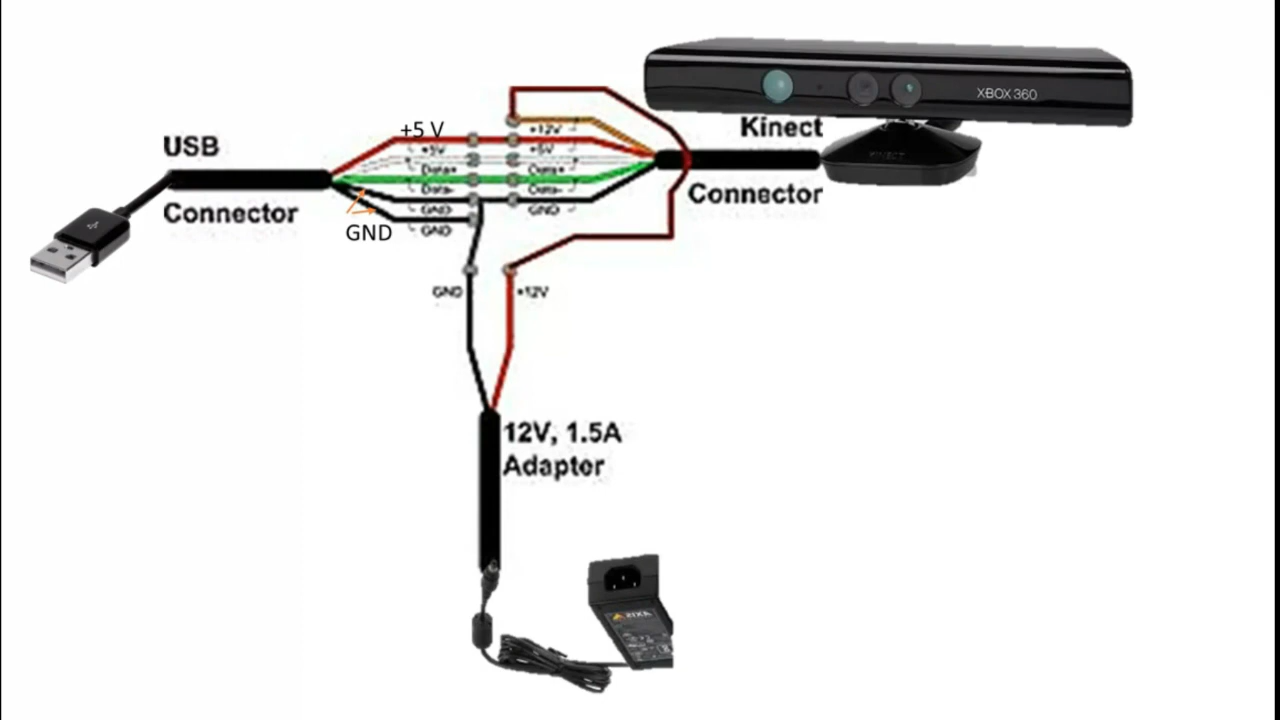 XBOX 360
Kinect
Connector
+5 V
USB
Connector
+12V
+5V
+5V
Data+
Data+
Data-
Data-
GND
GND
GND
GND
GND
+12V
12V, 1.5A
Adapter